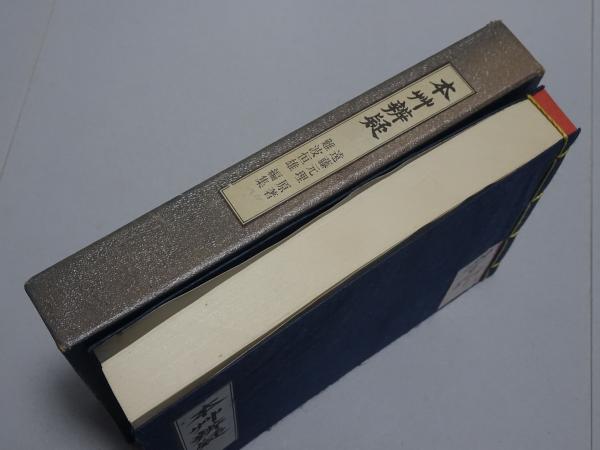 本艸辨疑
遠藤元理 原著
難波恒雄 編集